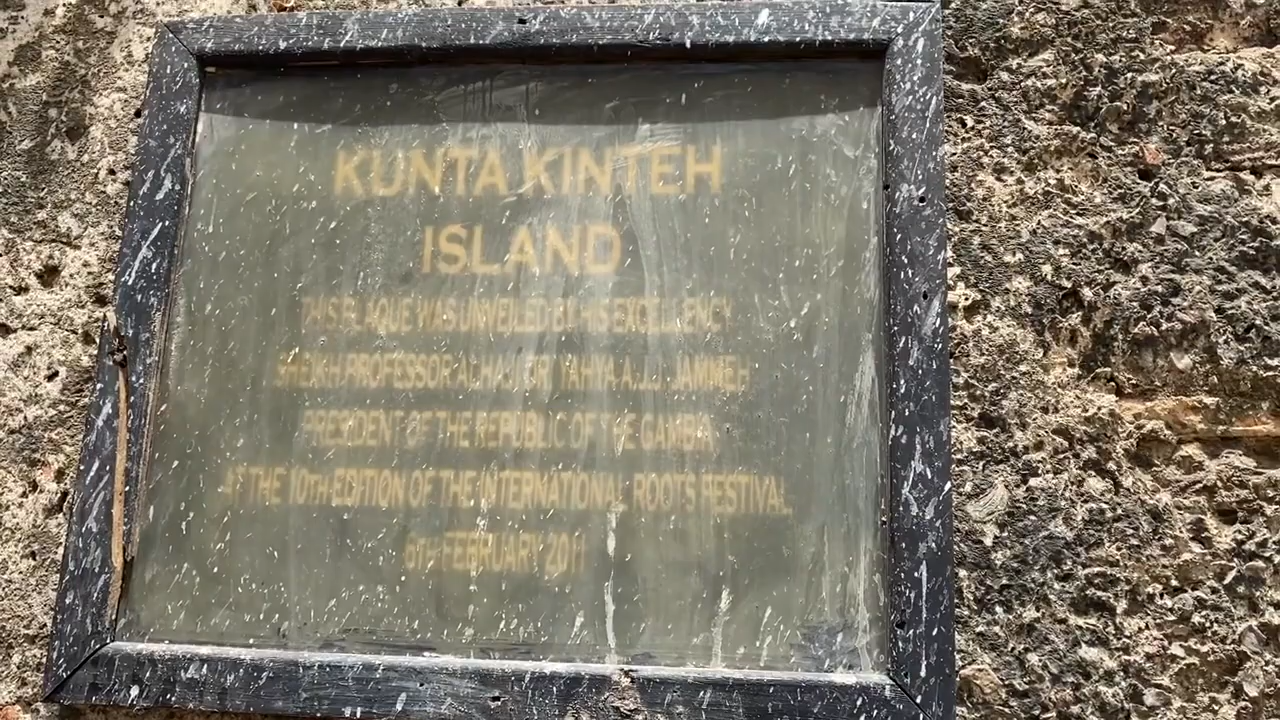 KUNTA KINTEH
ISLAND
THIS PLAQUE WAS UNVEILED BY HIS EXCELLENCY
SHEIKH PROFESSOR ALHAJI DR YAHYA A.J.J. JAMMEH
PRESIDENT OF THE REPUBLIC OF THE GAMBIA
AT THE 10TH EDITION OF THE INTERNATIONAL ROOTS FESTIVAL
6TH FEBRUARY 2011